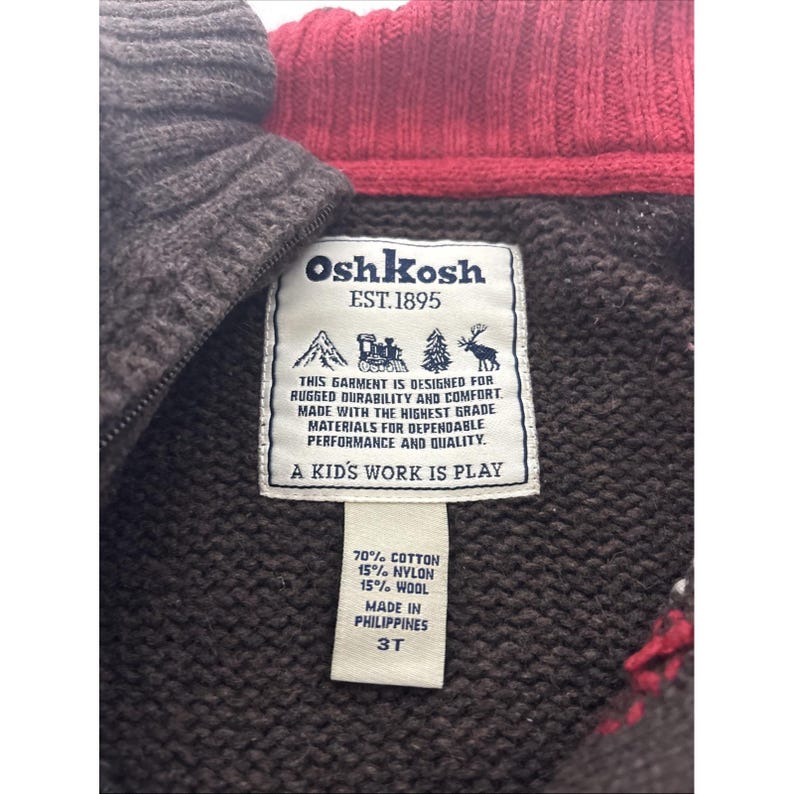 OshKosh
EST. 1895
THIS GARMENT IS DESIGNED FOR
RUGGED DURABILITY AND COMFORT.
MADE WITH THE HIGHEST GRADE
MATERIALS FOR DEPENDABLE
PERFORMANCE AND QUALITY.
A KID'S WORK IS PLAY
70% COTTON
15% NYLON
15% WOOL
MADE IN
PHILIPPINES
3T